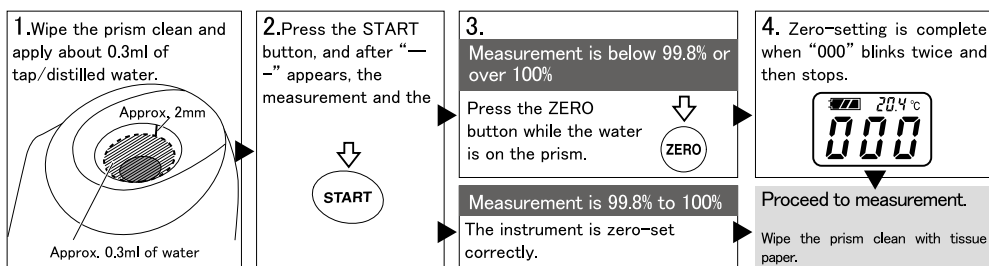 1.Wipe the prism clean and
apply about 0.3ml of
tap/distilled water.
Approx, 2mm
Approx. 0.3ml of water
2.Press the START
button, and after “—
-” appears, the
measurement and the
START
3.
Measurement is below 99.8% or
over 100%
Press the ZERO
button while the water
is on the prism.
ZERO
Measurement is 99.8% to 100%
The instrument is zero-set
correctly.
4. Zero-setting is complete
when “000” blinks twice and
then stops.
20.4 ℃
000
Proceed to measurement.
Wipe the prism clean with tissue
paper.